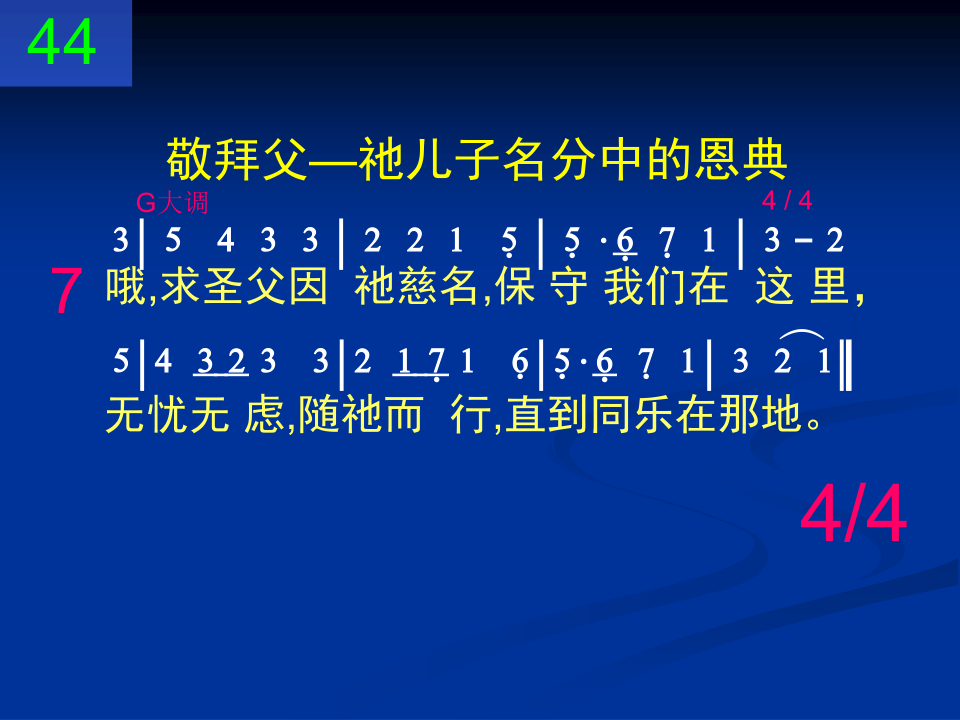 44
敬拜父—祂儿子名分中的恩典
G大调 4 / 4
3| 5 4 3 3 | 2 2 1 5̣ | 5̣ · 6̣ 7̣ 1 | 3 - 2
7 哦,求圣父因 祂慈名,保 守 我们在 这 里，
5|4 3 2 3 3|2 1 7̣ 1 6̣|5̣ · 6̣ 7̣ 1| 3 2 1‖
无忧无 虑,随祂而 行,直到同乐在那地。
4/4